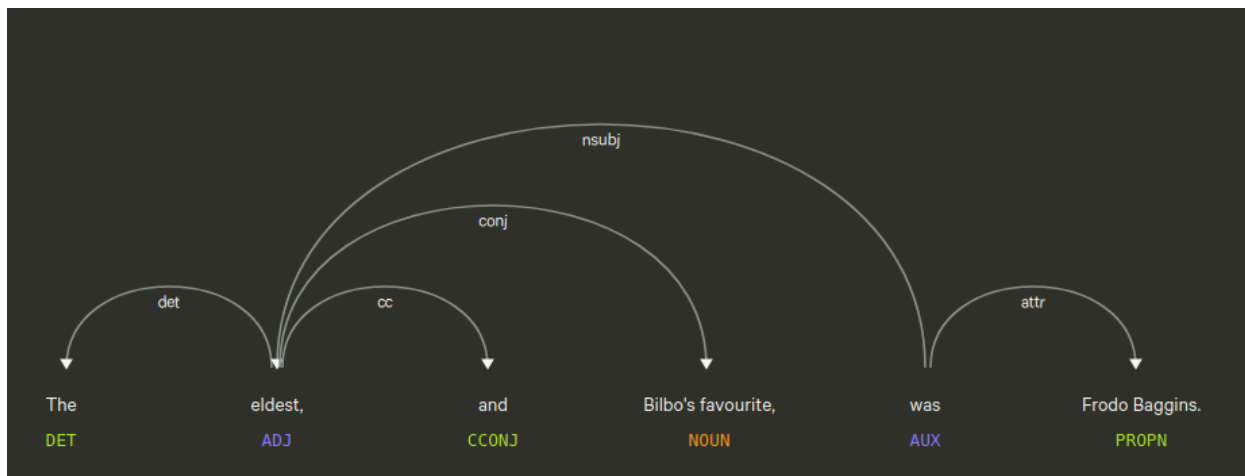 nsubj
conj
det cc attr
The eldest, and Bilbo's favourite, was Frodo Baggins.
DET ADJ CCONJ NOUN AUX PROPN